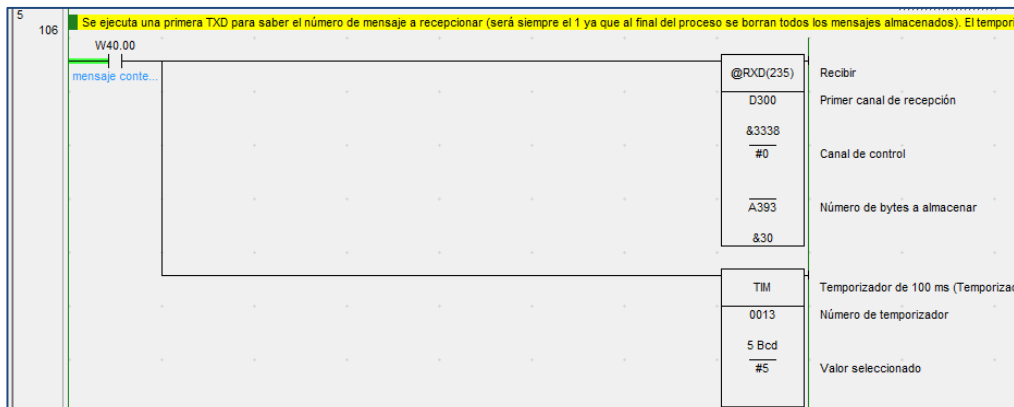 5
106
Se ejecuta una primera TXD para saber el número de mensaje a recepcionar (será siempre el 1 ya que al final del proceso se borran todos los mensajes almacenados). El tempori
W40.00
mensaje conte...
@RXD(235)
Recibir
D300
Primer canal de recepción
&3338
#0
Canal de control
A393
Número de bytes a almacenar
&30
TIM
Temporizador de 100 ms (Temporizad
0013
Número de temporizador
5 Bcd
#5
Valor seleccionado